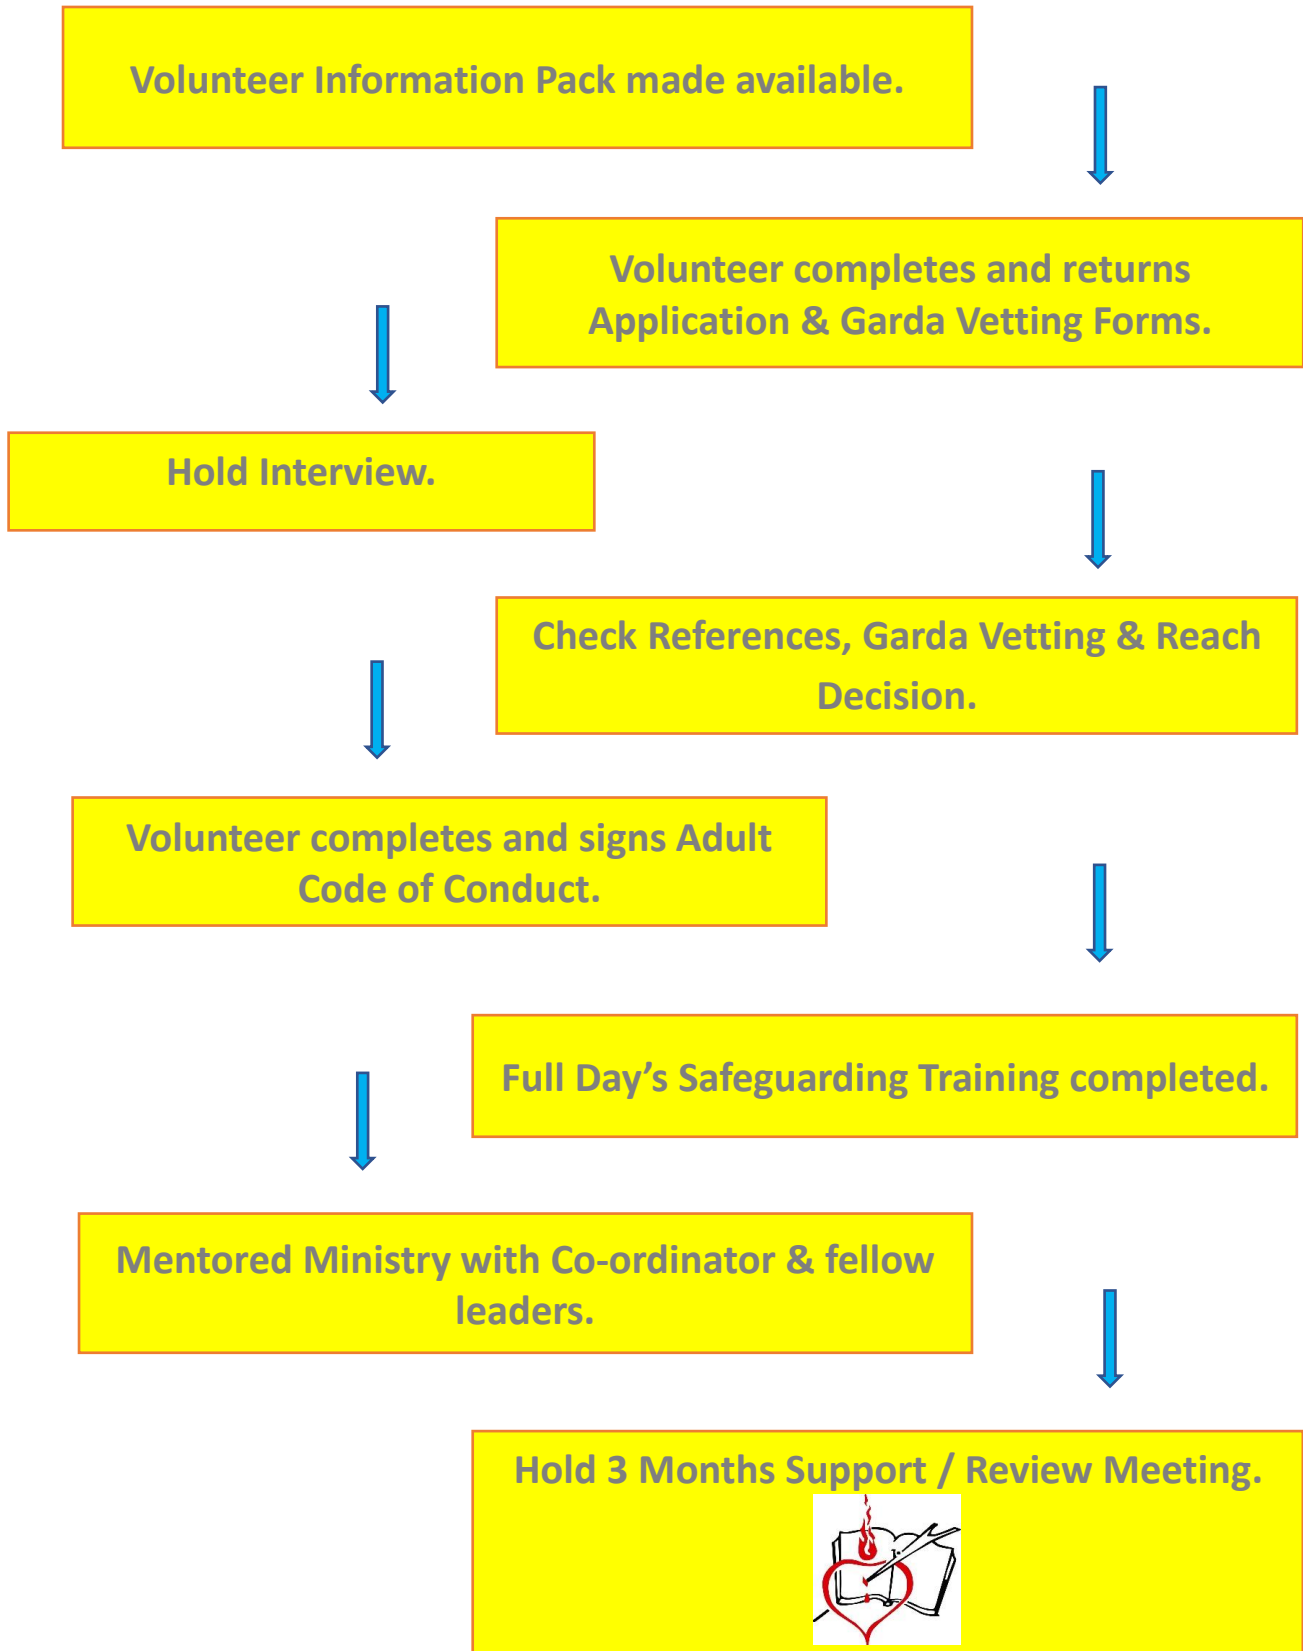 Volunteer Information Pack made available.
Volunteer completes and returns
Application & Garda Vetting Forms.
Hold Interview.
Check References, Garda Vetting & Reach
Decision.
Volunteer completes and signs Adult
Code of Conduct.
Full Day’s Safeguarding Training completed.
Mentored Ministry with Co-ordinator & fellow
leaders.
Hold 3 Months Support / Review Meeting.